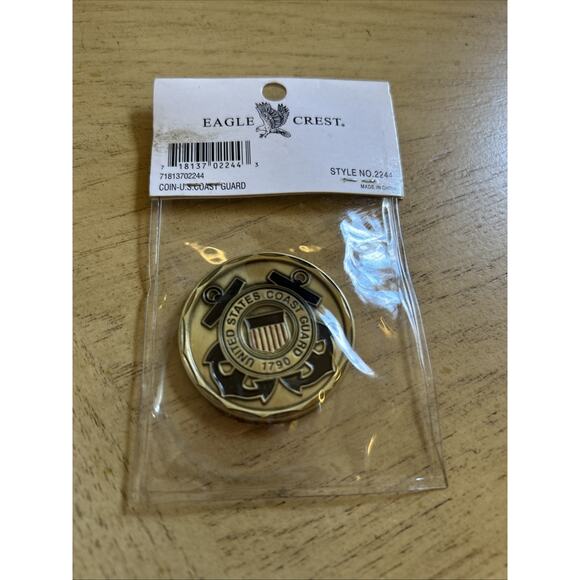 EAGLE CREST®
7 18137 02244 3
71813702244
STYLE NO.2244
COIN-U.S.COAST GUARD
MADE IN CHINA
UNITED STATES COAST GUARD
1790